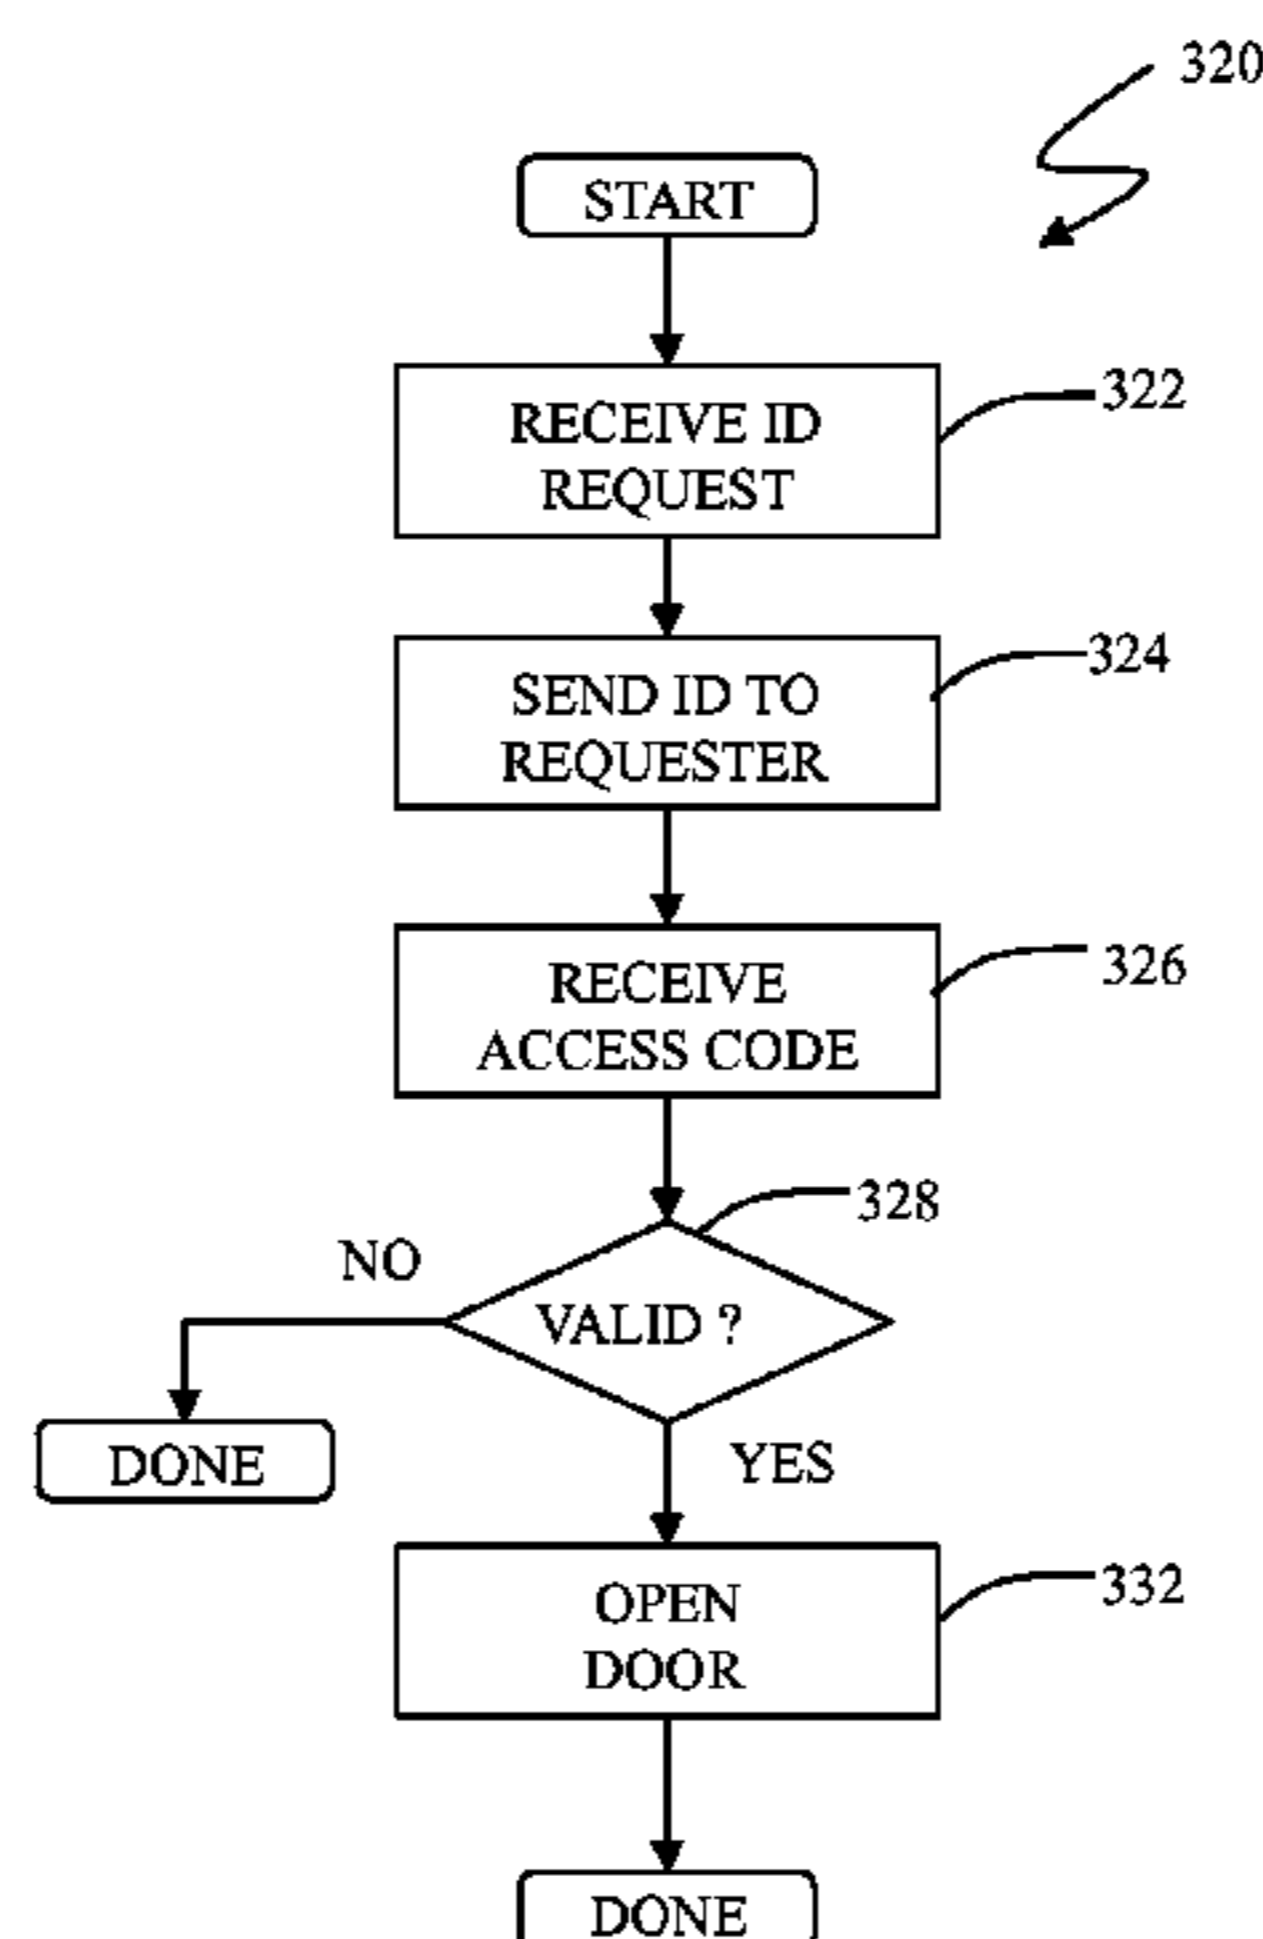 320
START
RECEIVE ID
REQUEST
322
SEND ID TO
REQUESTER
324
RECEIVE
ACCESS CODE
326
328
NO
VALID ?
DONE
YES
OPEN
DOOR
332
DONE